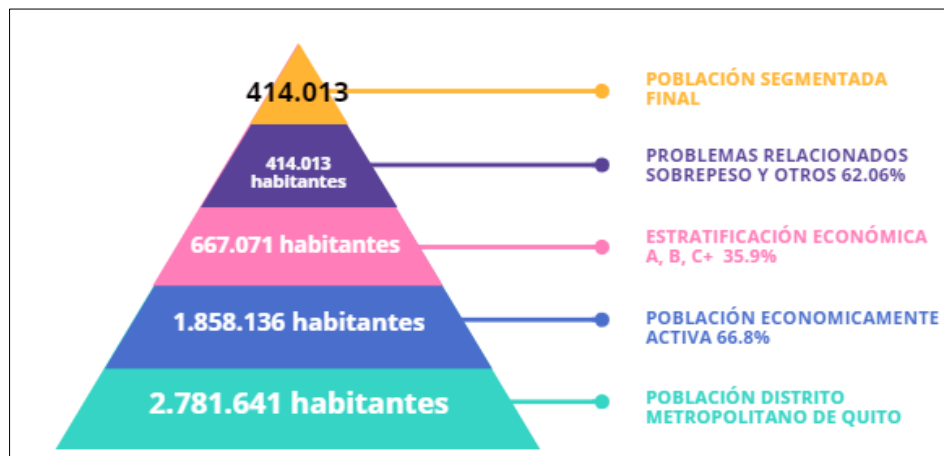 414.013
POBLACIÓN SEGMENTADA
FINAL
414.013
habitantes
PROBLEMAS RELACIONADOS
SOBREPESO Y OTROS 62.06%
667.071 habitantes
ESTRATIFICACIÓN ECONÓMICA
A, B, C+ 35.9%
1.858.136 habitantes
POBLACIÓN ECONOMICAMENTE
ACTIVA 66.8%
2.781.641 habitantes
POBLACIÓN DISTRITO
METROPOLITANO DE QUITO